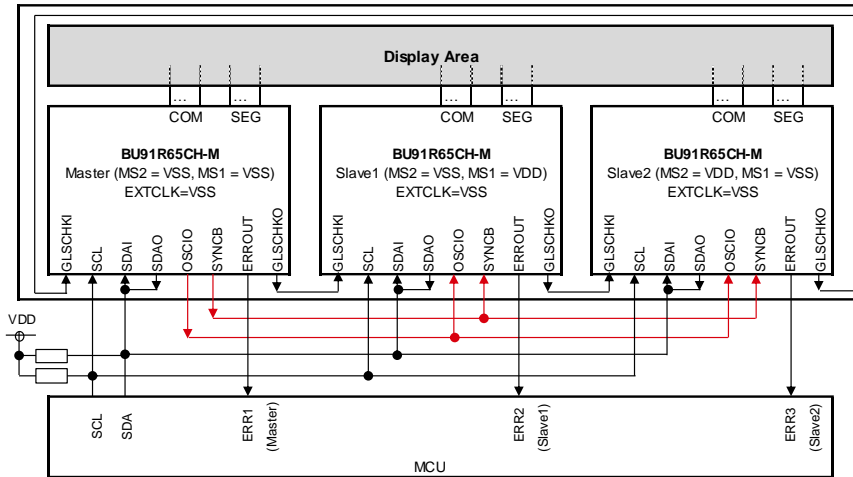 Display Area
... ... ... ... ... ...
COM SEG COM SEG COM SEG
BU91R65CH-M BU91R65CH-M BU91R65CH-M
Master (MS2 = VSS, MS1 = VSS) Slave1 (MS2 = VSS, MS1 = VDD) Slave2 (MS2 = VDD, MS1 = VSS)
EXTCLK=VSS EXTCLK=VSS EXTCLK=VSS
GLSCHKI SCL SDAI SDAO OSCIO SYNCB ERROUT GLSCHKO GLSCHKI SCL SDAI SDAO OSCIO SYNCB ERROUT GLSCHKO GLSCHKI SCL SDAI SDAO OSCIO SYNCB ERROUT GLSCHKO
VDD
SCL SDA ERR1 (Master) ERR2 (Slave1) ERR3 (Slave2)
MCU